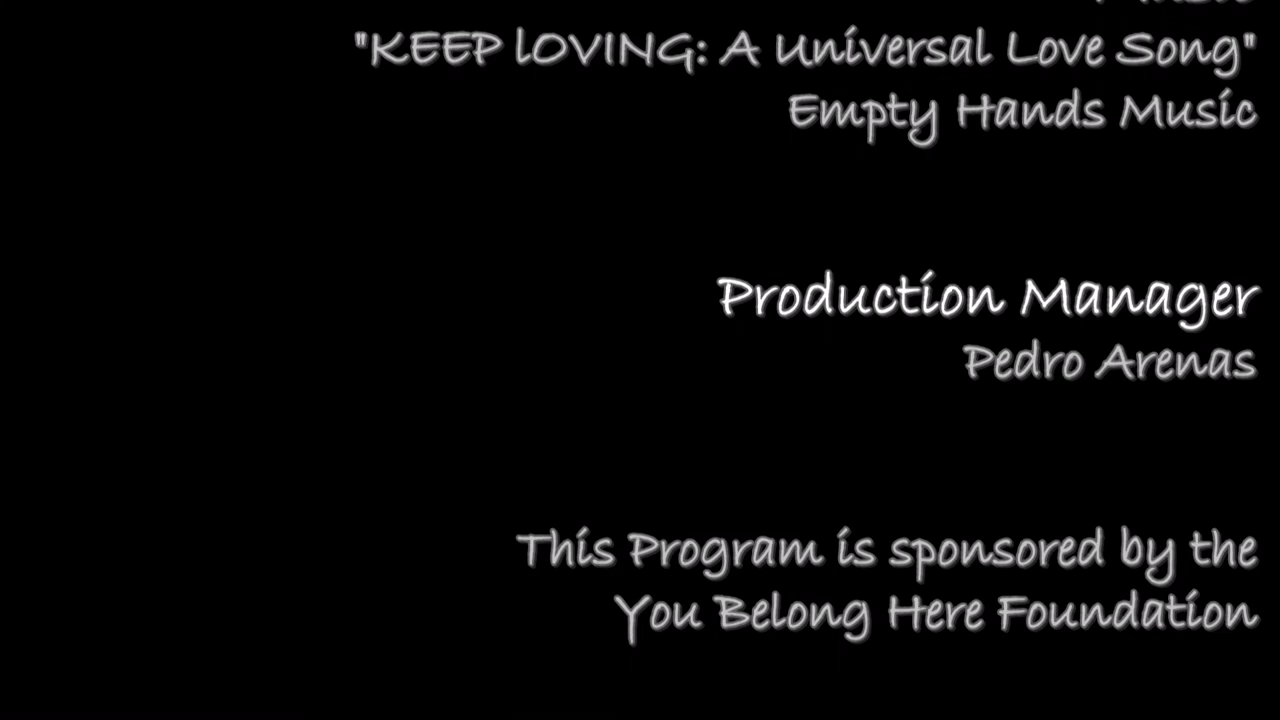 "KEEP lOVING: A Universal Love Song"
Empty Hands Music
Production Manager
Pedro Arenas
This Program is sponsored by the
You Belong Here Foundation